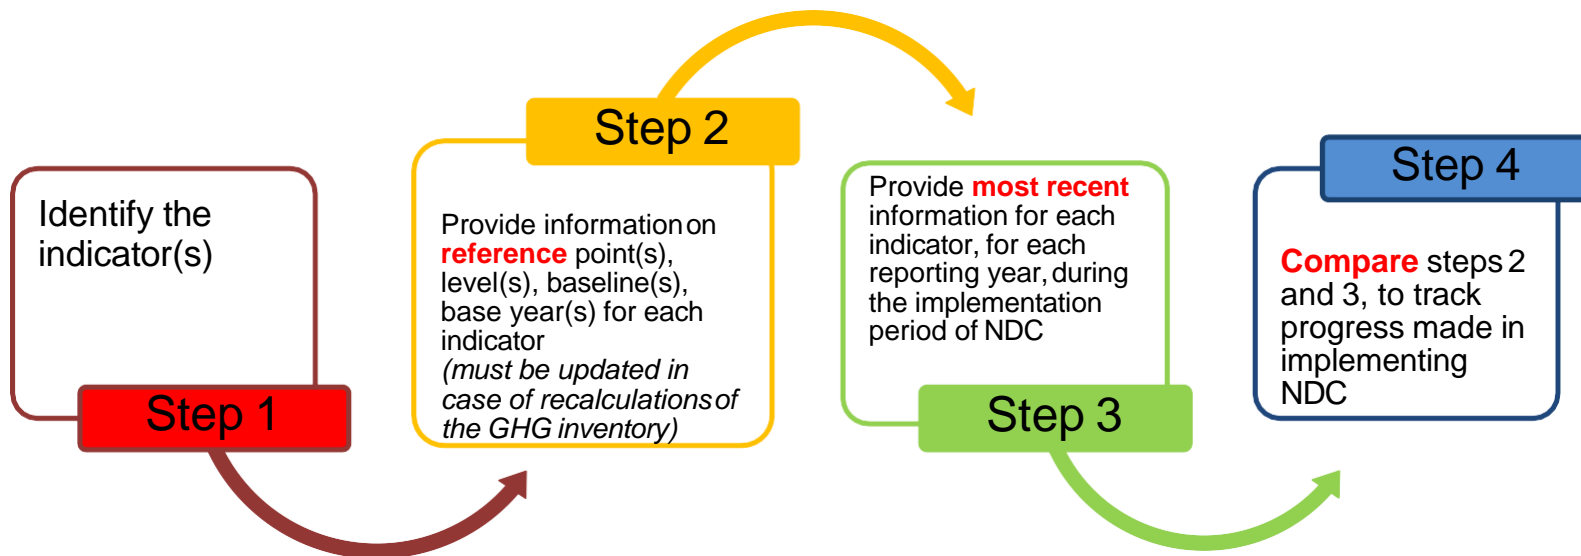 Identify the
indicator(s)
Step 1
Step 2
Provide information on
reference point(s),
level(s), baseline(s),
base year(s) for each
indicator
(must be updated in
case of recalculations of
the GHG inventory)
Provide most recent
information for each
indicator, for each
reporting year, during
the implementation
period of NDC
Step 3
Step 4
Compare steps 2
and 3, to track
progress made in
implementing
NDC